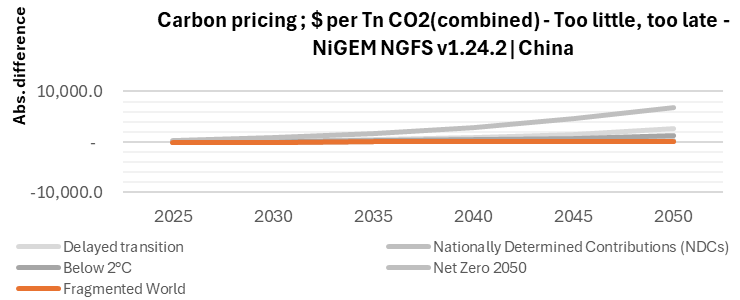 Carbon pricing ; $ per Tn CO2(combined) - Too little, too late -
NiGEM NGFS v1.24.2 | China
Abs. difference
10,000.0
-
-10,000.0
2025 2030 2035 2040 2045 2050
Delayed transition Nationally Determined Contributions (NDCs)
Below 2°C Net Zero 2050
Fragmented World